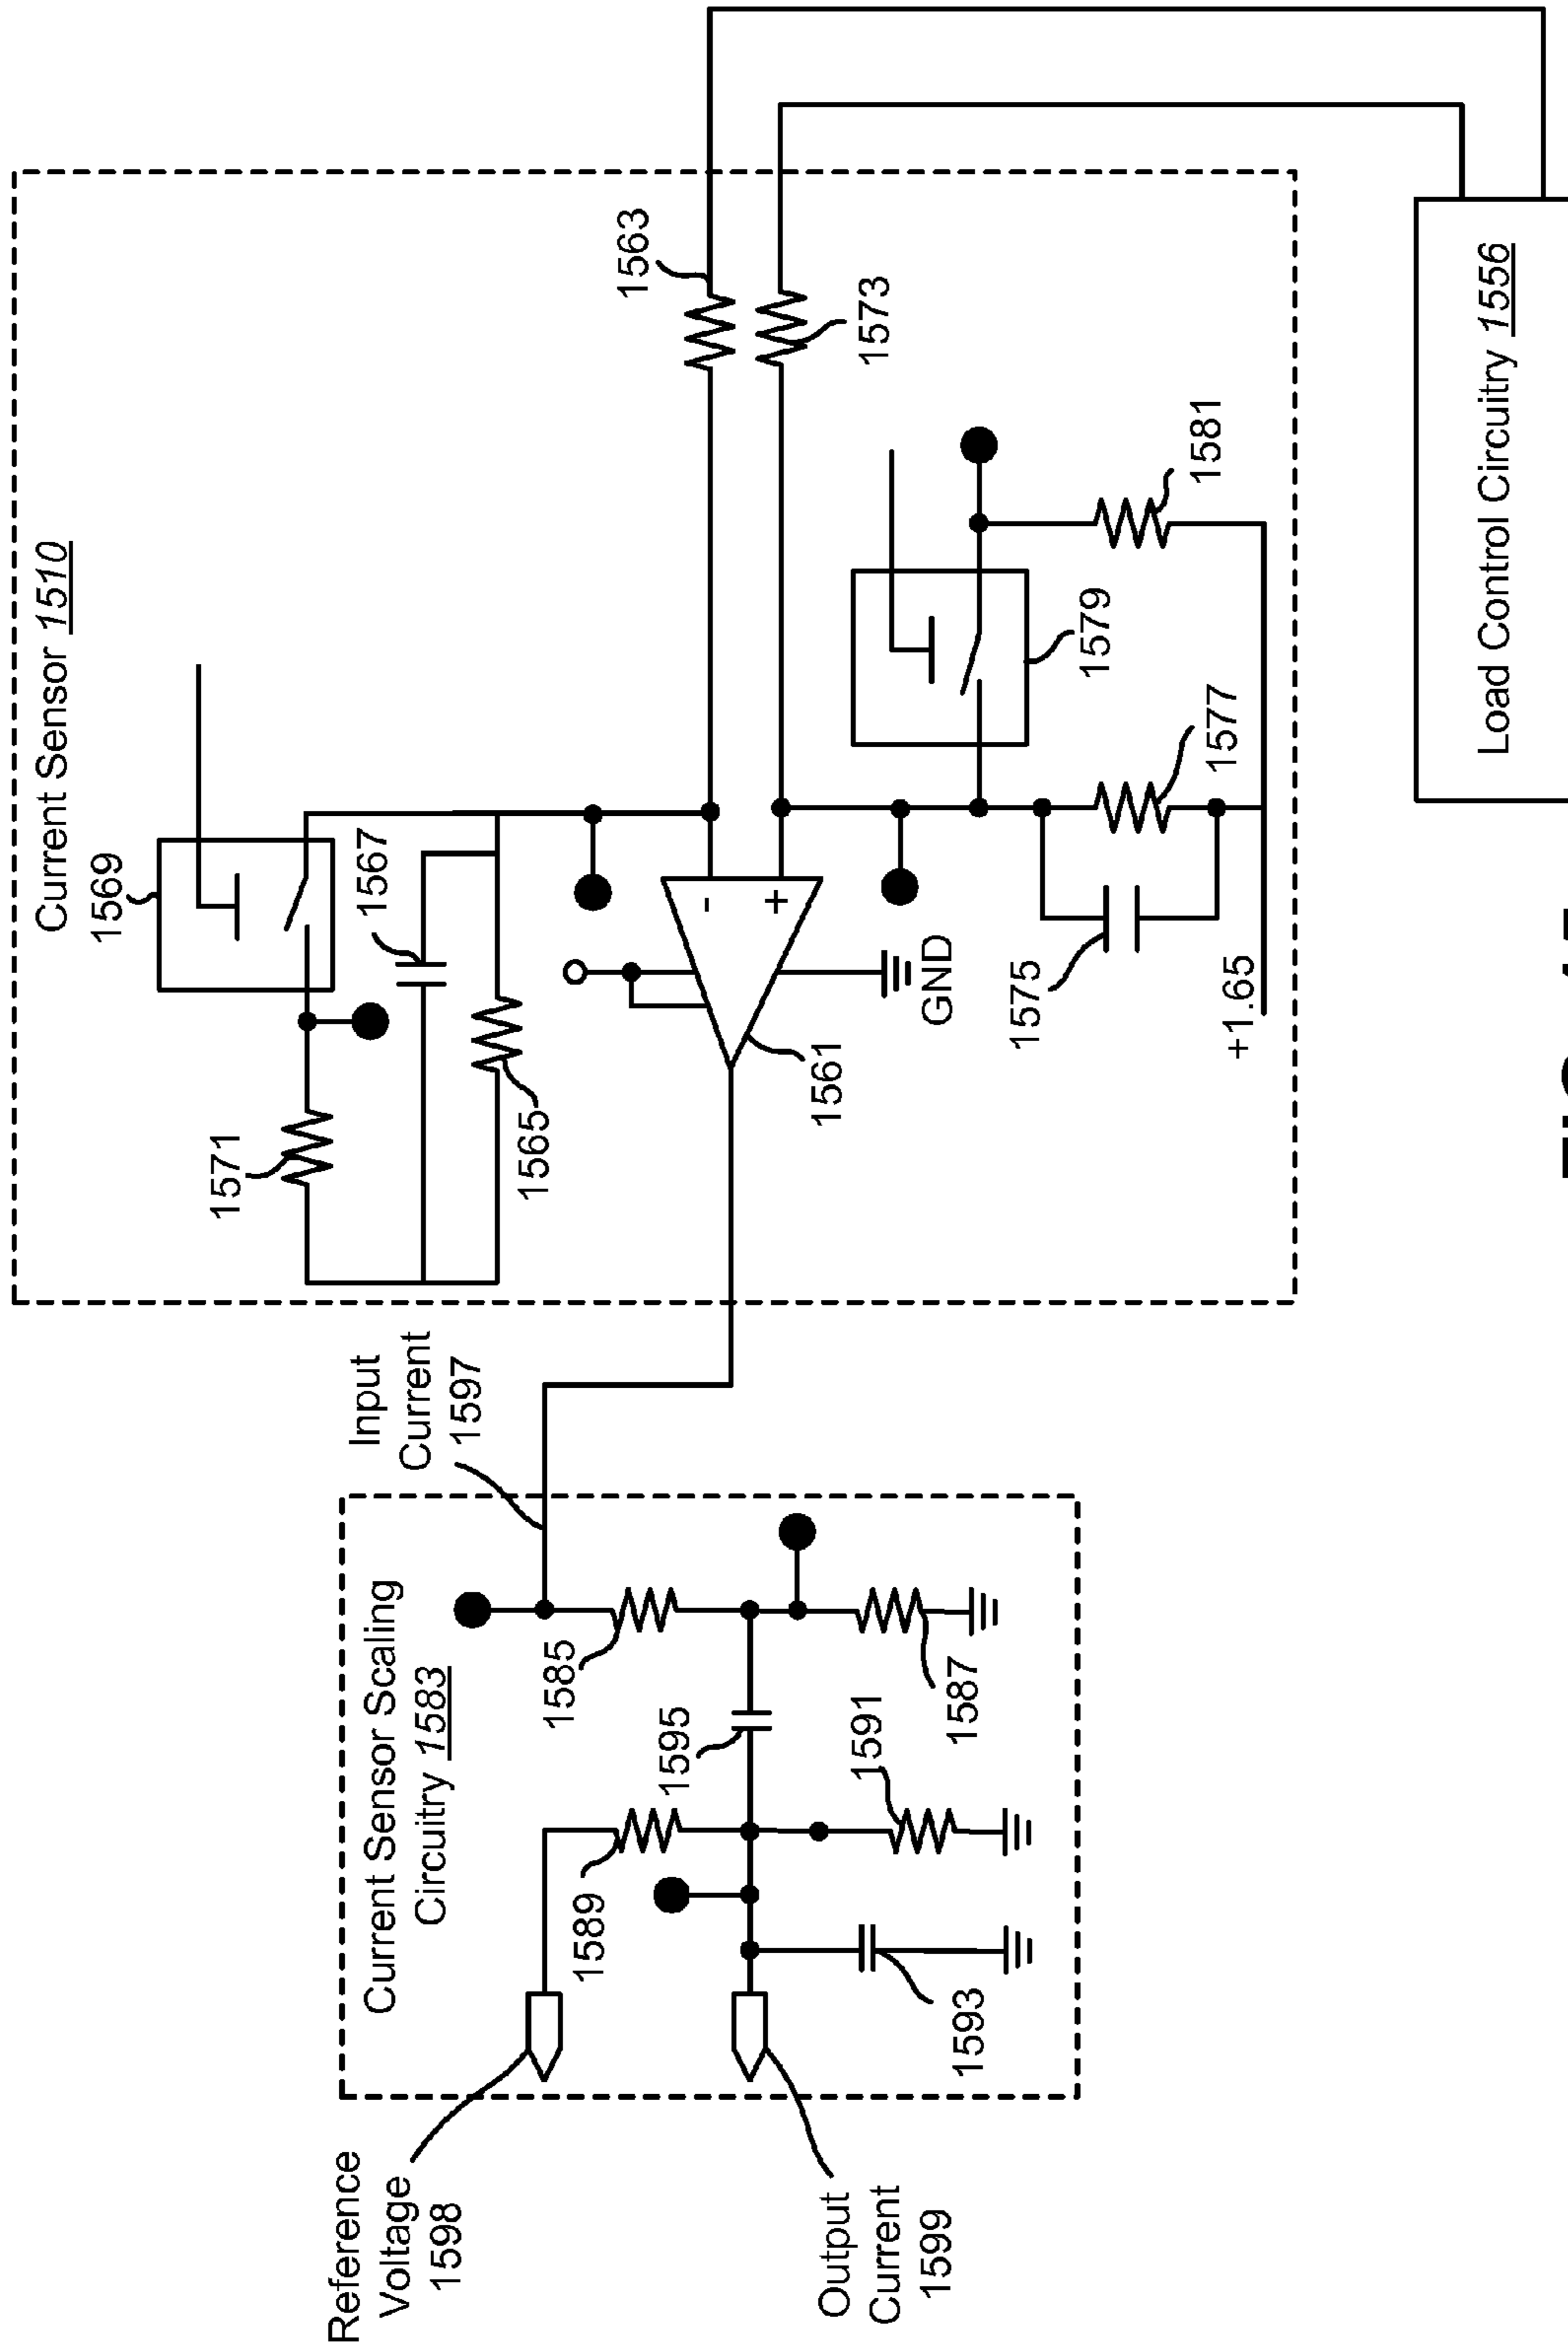 Current Sensor 1510
1569
1567
1571
1565
1563
1573
-
+
1561
GND
1579
1581
1577
1575
+1.65
Load Control Circuitry 1556
Input
Current
1597
Current Sensor Scaling
Circuitry 1583
1585
1595
1587
1591
1589
1593
Reference
Voltage
1598
Output
Current
1599